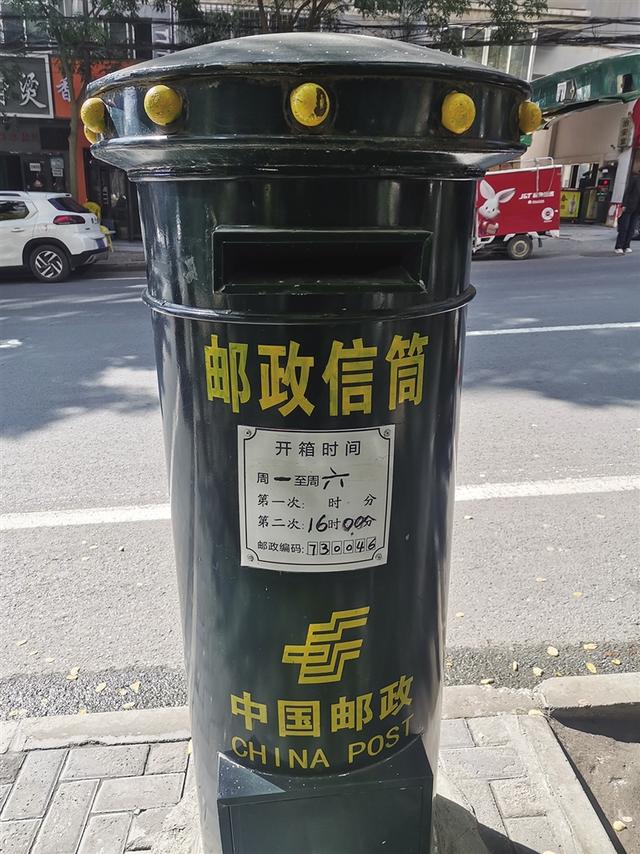 烫
香
J&T
邮政信筒
开箱时间
周一至周六
第一次: 时 分
第二次: 16时00分
邮政编码: 730046
中国邮政
CHINA POST